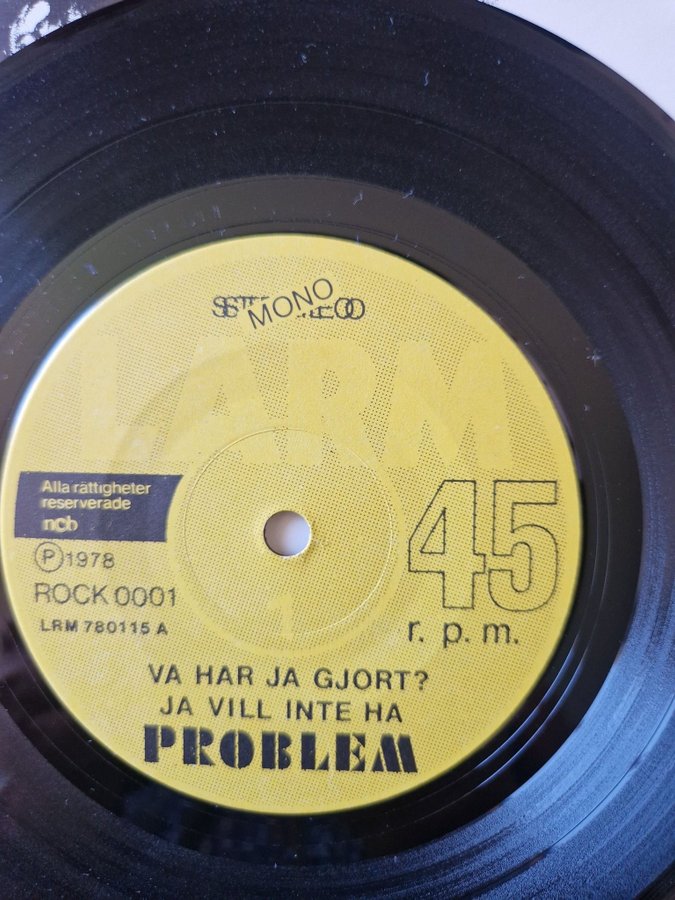 STEREO
MONO
LARM
Alla rättigheter
reserverade
ncb
45
r. p. m.
Ⓟ 1978
ROCK 0001
LRM 780115 A
VA HAR JA GJORT?
JA VILL INTE HA
PROBLEM